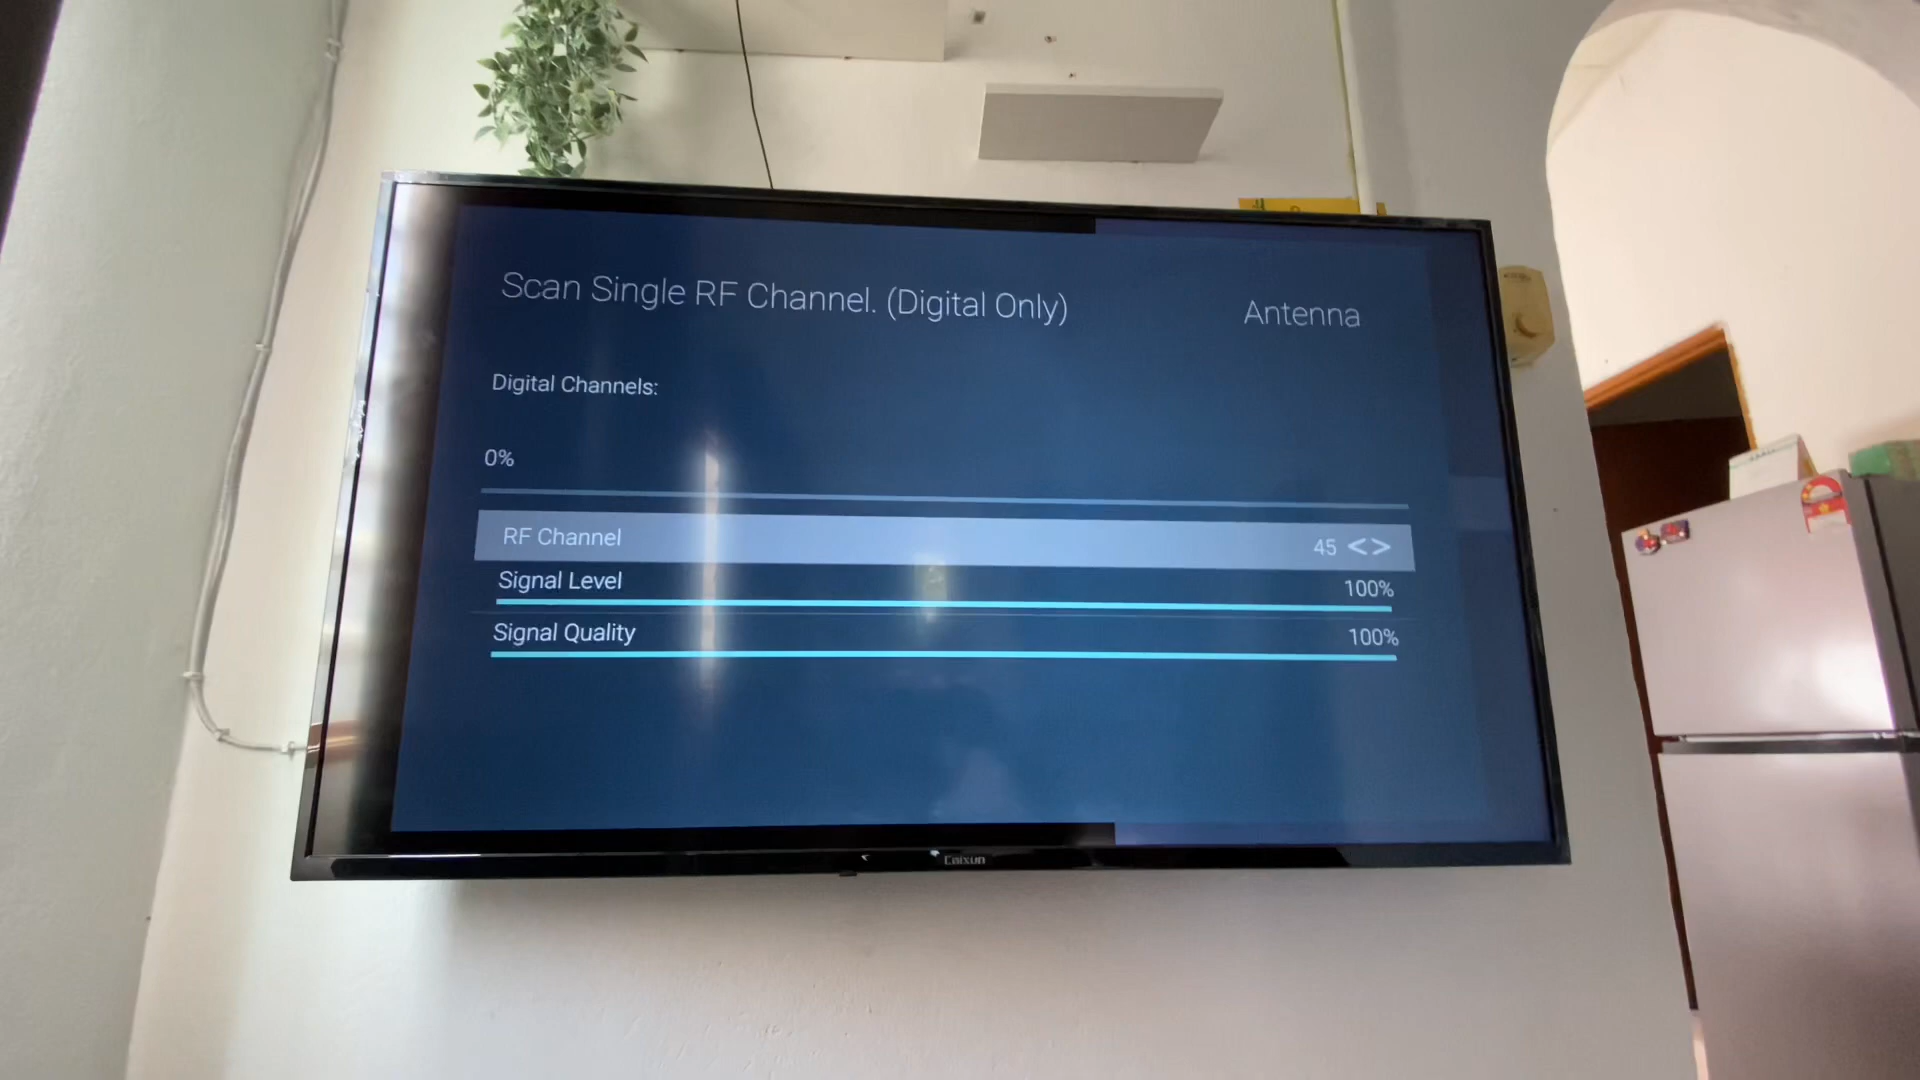 Scan Single RF Channel. (Digital Only)
Antenna
Digital Channels:
0%
RF Channel
45 < >
Signal Level
100%
Signal Quality
100%
Caixun